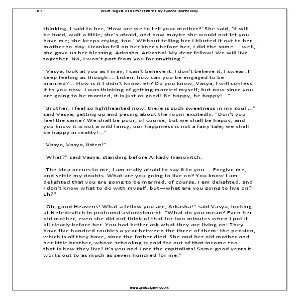 thinking, I said to her, 'How are we to tell your mother?' She said, 'It will
be hard, wait a little; she's afraid, and now maybe she would not let you
have me; she keeps crying, too.' Without telling her I blurted it out to her
mother to-day. Lizanka fell on her knees before her, I did the same ... well,
she gave us her blessing. Arkasha, Arkasha! My dear fellow! We will live
together. No, I won't part from you for anything."
"Vasya, look at you as I may, I can't believe it. I don't believe it, I swear. I
keep feeling as though.... Listen, how can you be engaged to be
married?... How is it I didn't know, eh? Do you know, Vasya, I will confess
it to you now. I was thinking of getting married myself; but now since you
are going to be married, it is just as good! Be happy, be happy!..."
"Brother, I feel so lighthearted now, there is such sweetness in my soul ..."
said Vasya, getting up and pacing about the room excitedly. "Don't you
feel the same? We shall be poor, of course, but we shall be happy, and
you know it is not a wild fancy; our happiness is not a fairy tale; we shall
be happy in reality!..."
"Vasya, Vasya, listen!"
"What?" said Vasya, standing before Arkady Ivanovitch.
"The idea occurs to me; I am really afraid to say it to you.... Forgive me,
and settle my doubts. What are you going to live on? You know I am
delighted that you are going to be married, of course, I am delighted, and
I don't know what to do with myself, but—what are you going to live on?
Eh?"
"Oh, good Heavens! What a fellow you are, Arkasha!" said Vasya, looking
at Nefedevitch in profound astonishment. "What do you mean? Even her
old mother, even she did not think of that for two minutes when I put it
all clearly before her. You had better ask what they are living on! They
have five hundred roubles a year between the three of them: the pension,
which is all they have, since the father died. She and her old mother and
her little brother, whose schooling is paid for out of that income too—
that is how they live! It's you and I are the capitalists! Some good years it
works out to as much as seven hundred for me."